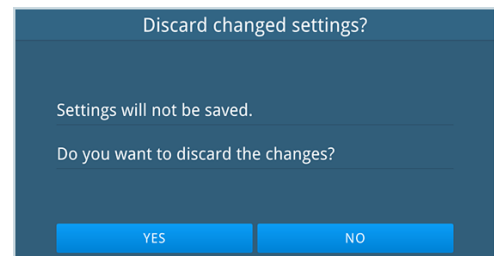 Discard changed settings?
Settings will not be saved.
Do you want to discard the changes?
YES NO